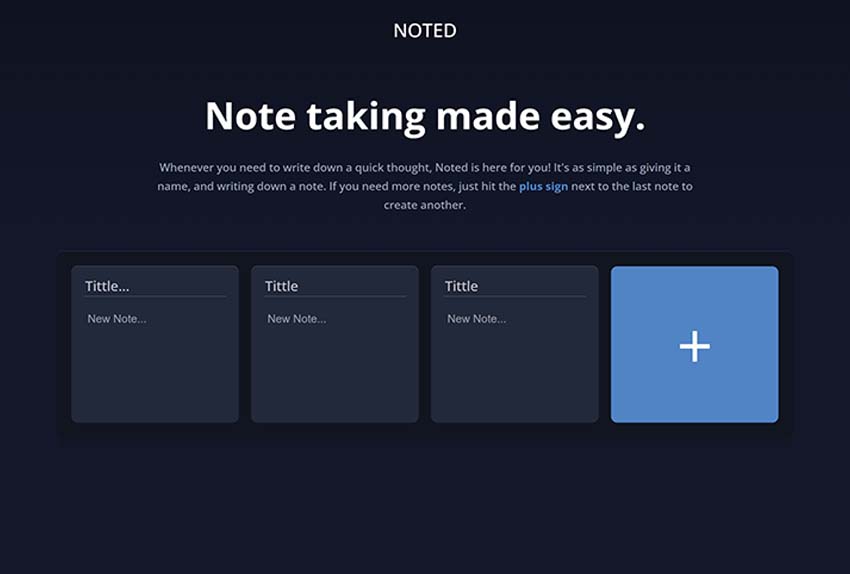 NOTED
Note taking made easy.
Whenever you need to write down a quick thought, Noted is here for you! It's as simple as giving it a
name, and writing down a note. If you need more notes, just hit the plus sign next to the last note to
create another.
Tittle...
New Note...
Tittle
New Note...
Tittle
New Note...
+